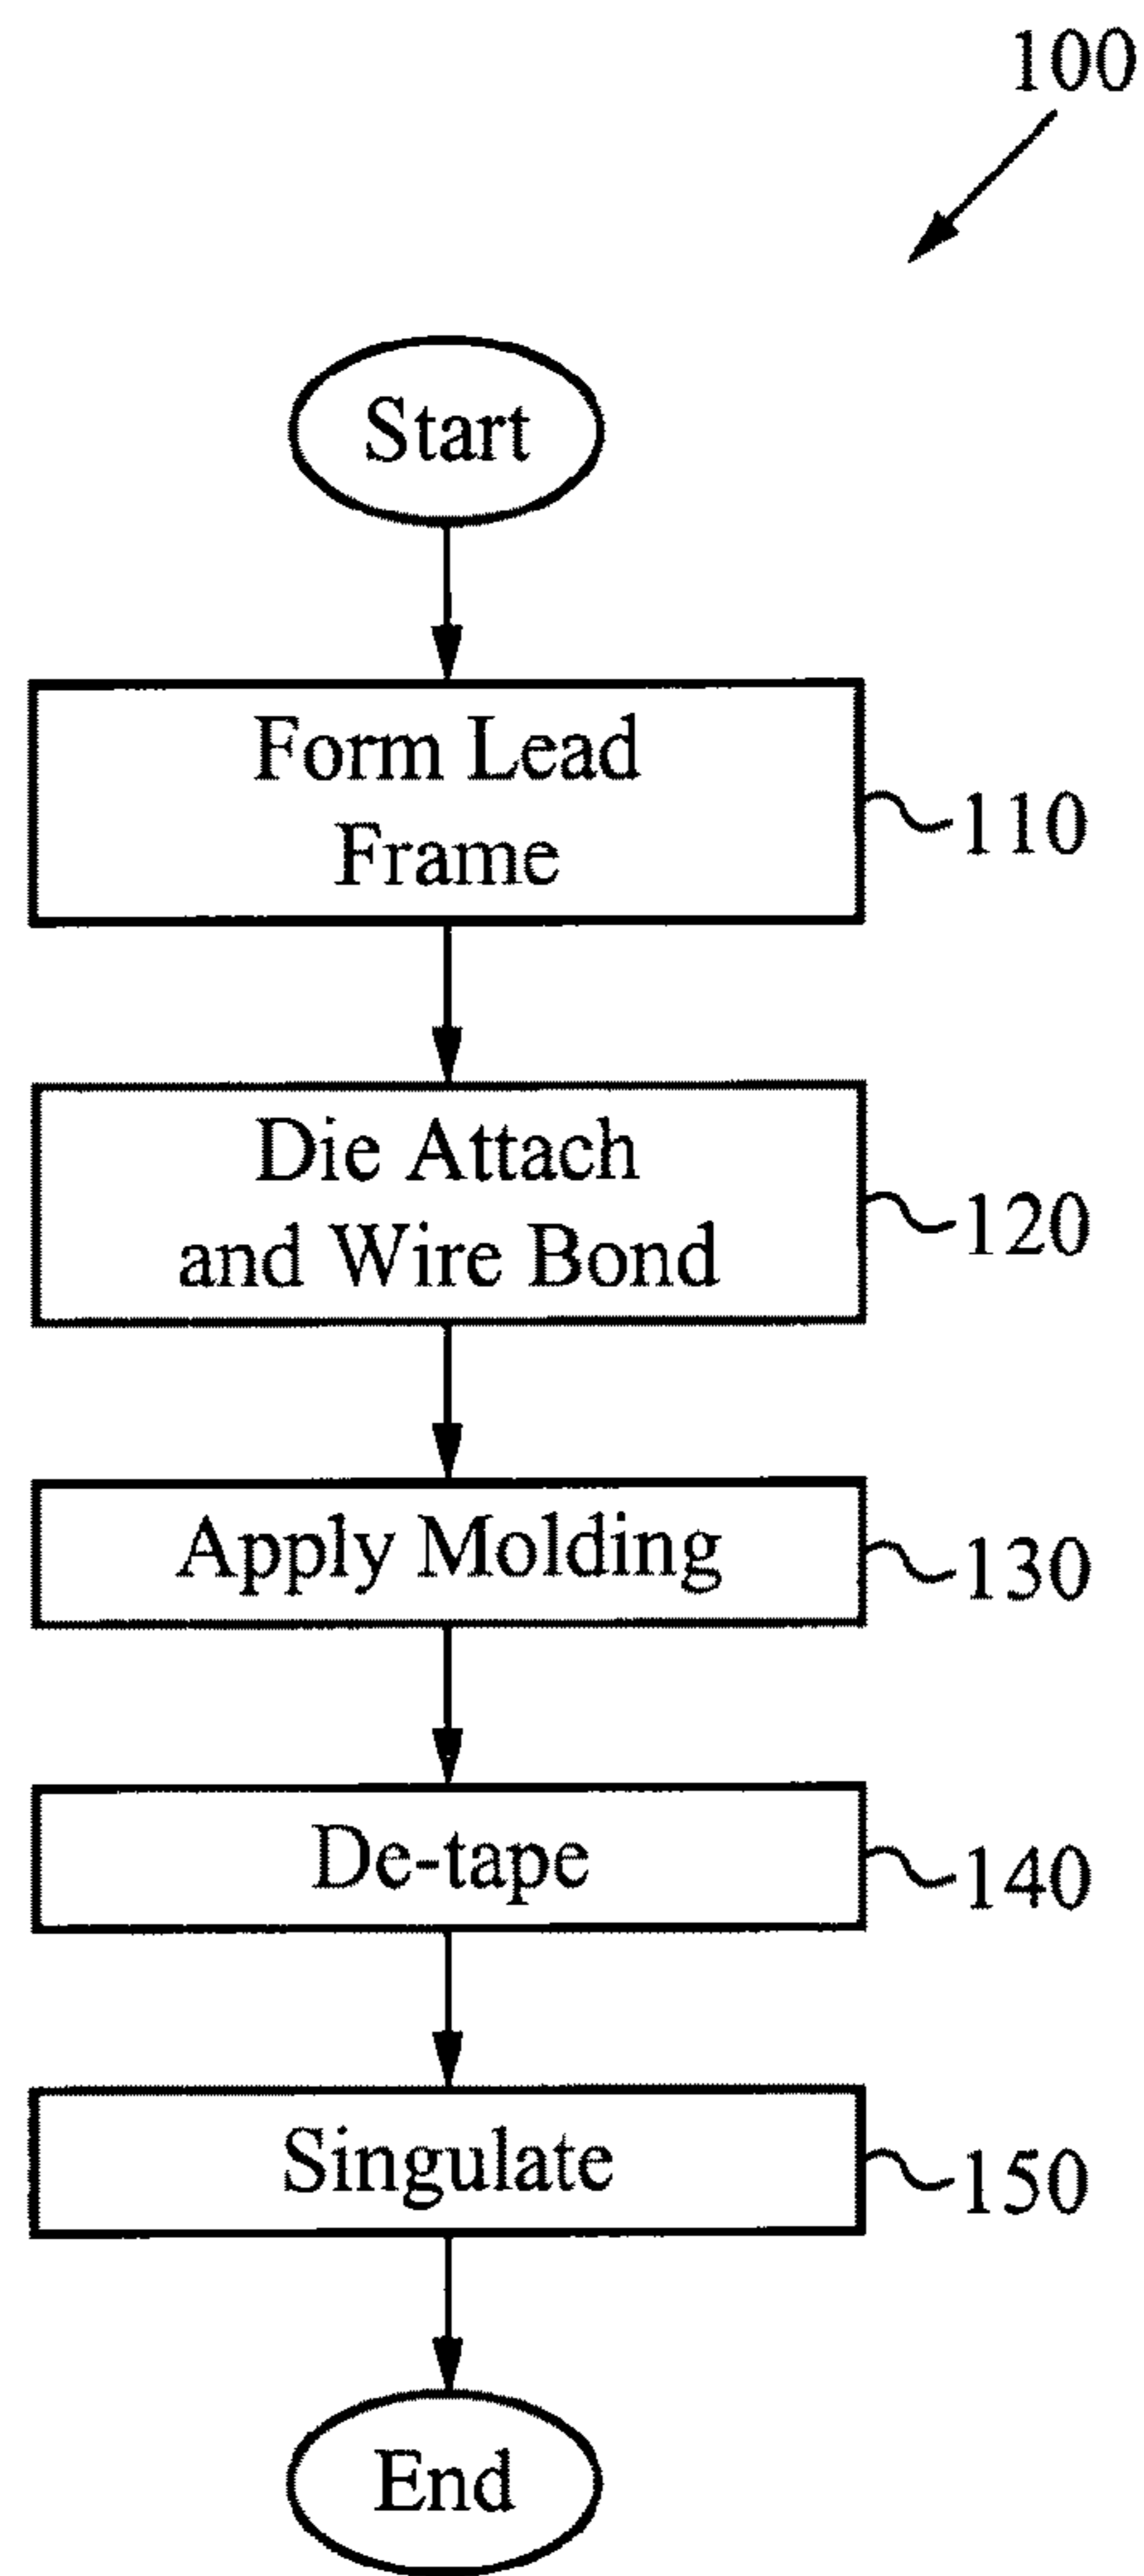 100
Start
Form Lead
Frame
110
Die Attach
and Wire Bond
120
Apply Molding
130
De-tape
140
Singulate
150
End